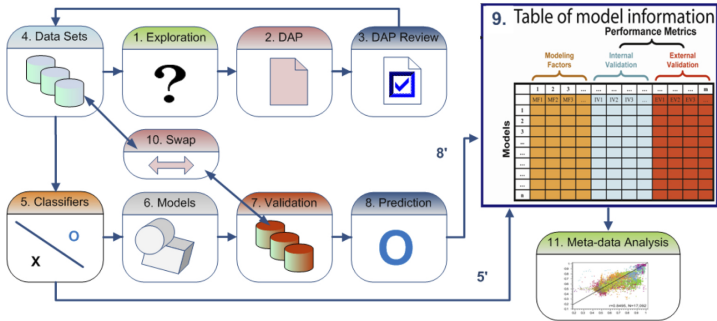 4. Data Sets
1. Exploration
2. DAP
3. DAP Review
?
10. Swap
5. Classifiers
6. Models
7. Validation
8. Prediction
O
X
O
8'
5'
9. Table of model information
Performance Metrics
Modeling Factors
Internal Validation
External Validation
1 2 3 ... ... ... ... ... ... ... ... m
MF1 MF2 MF3 ... IV1 IV2 IV3 ... EV1 EV2 EV3 ...
Models
1
2
3
...
...
...
...
...
n
11. Meta-data Analysis